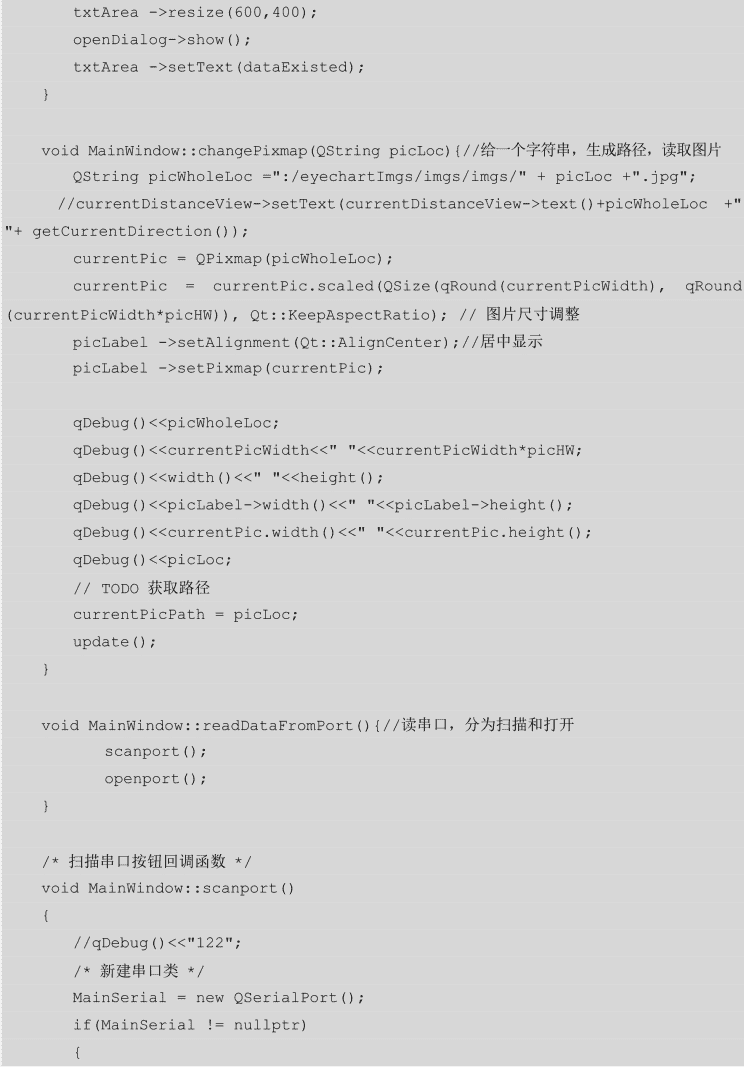 txtArea ->resize(600,400);
openDialog->show();
txtArea ->setText(dataExisted);
}
void MainWindow::changePixmap(QString picLoc){//给一个字符串，生成路径，读取图片
QString picWholeLoc =":/eyechartImgs/imgs/imgs/" + picLoc +".jpg";
//currentDistanceView->setText(currentDistanceView->text()+picWholeLoc +"
"+ getCurrentDirection());
currentPic = QPixmap(picWholeLoc);
currentPic = currentPic.scaled(QSize(qRound(currentPicWidth), qRound
(currentPicWidth*picHW)), Qt::KeepAspectRatio); // 图片尺寸调整
picLabel ->setAlignment(Qt::AlignCenter);//居中显示
picLabel ->setPixmap(currentPic);
qDebug()<<picWholeLoc;
qDebug()<<currentPicWidth<<" "<<currentPicWidth*picHW;
qDebug()<<width()<<" "<<height();
qDebug()<<picLabel->width()<<" "<<picLabel->height();
qDebug()<<currentPic.width()<<" "<<currentPic.height();
qDebug()<<picLoc;
// TODO 获取路径
currentPicPath = picLoc;
update();
}
void MainWindow::readDataFromPort(){//读串口，分为扫描和打开
scanport();
openport();
}
/* 扫描串口按钮回调函数 */
void MainWindow::scanport()
{
//qDebug()<<"122";
/* 新建串口类 */
MainSerial = new QSerialPort();
if(MainSerial != nullptr)
{